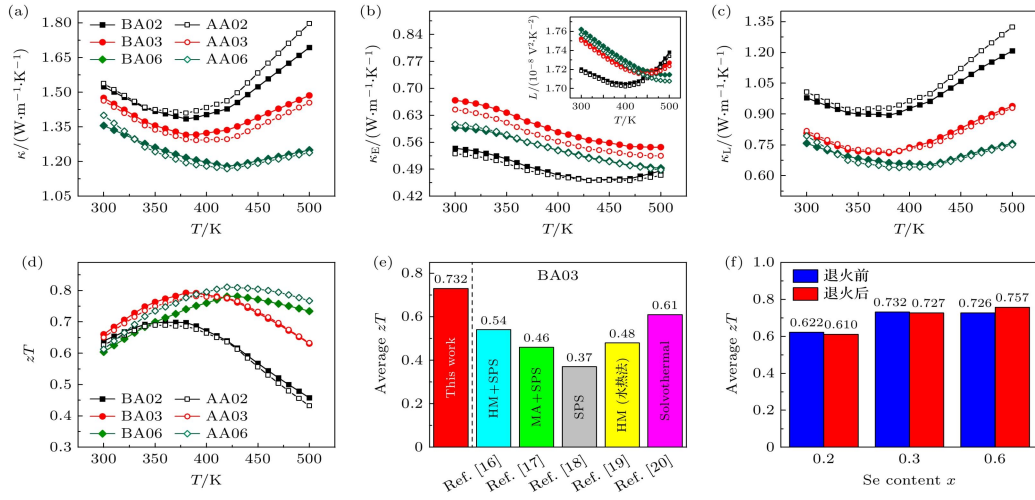 (a)
BA02 AA02
BA03 AA03
BA06 AA06
κ/(W·m⁻¹·K⁻¹)
1.80
1.65
1.50
1.35
1.20
1.05
300 350 400 450 500
T/K
(b)
κE/(W·m⁻¹·K⁻¹)
0.84
0.77
0.70
0.63
0.56
0.49
0.42
300 350 400 450 500
T/K
L/(10⁻⁸ V²·K⁻²)
1.76
1.74
1.72
1.70
300 350 400 450 500
T/K
(c)
κL/(W·m⁻¹·K⁻¹)
1.35
1.20
1.05
0.90
0.75
0.60
300 350 400 450 500
T/K
(d)
zT
0.8
0.7
0.6
0.5
0.4
0.3
BA02 AA02
BA03 AA03
BA06 AA06
300 350 400 450 500
T/K
(e)
BA03
Average zT
0.8
0.6
0.4
0.2
0
0.732
0.54
0.46
0.37
0.48
0.61
This work
HM+SPS
MA+SPS
SPS
HM (水热法)
Solvothermal
Ref. [16]
Ref. [17]
Ref. [18]
Ref. [19]
Ref. [20]
(f)
退火前
退火后
Average zT
1.0
0.8
0.6
0.4
0.2
0
0.622 0.610
0.732 0.727
0.726 0.757
0.2 0.3 0.6
Se content x